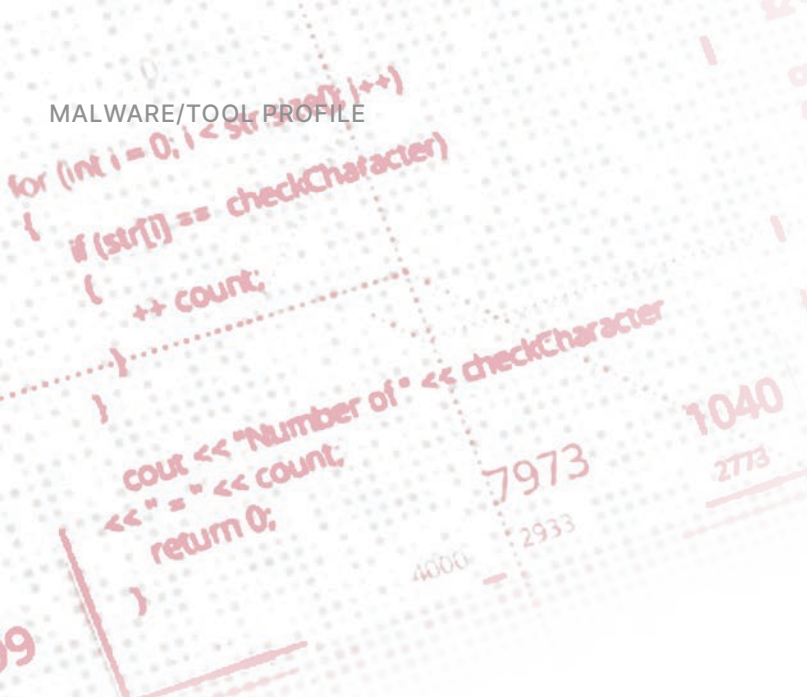 MALWARE/TOOL PROFILE
for (int i = 0; i < str.size(); i++)
{
if (str[i] == checkCharacter)
{
++ count;
}
}
cout << "Number of " << checkCharacter
<< " = " << count;
return 0;
}
7973
1040
2773
2933
4000